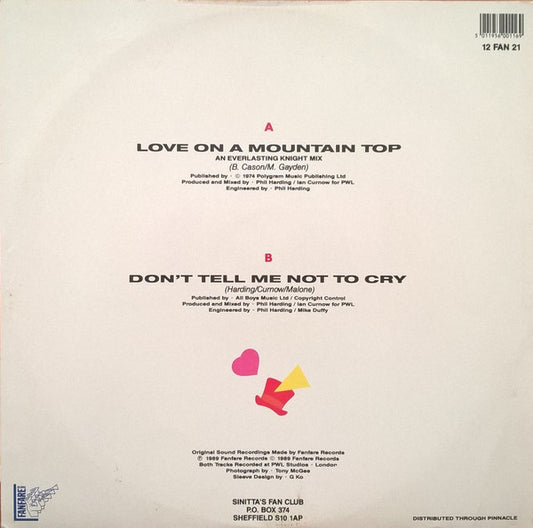 5 011956 001169
12 FAN 21
A
LOVE ON A MOUNTAIN TOP
AN EVERLASTING KNIGHT MIX
(B. Cason/M. Gayden)
Published by · © 1974 Polygram Music Publishing Ltd
Produced and Mixed by · Phil Harding / Ian Curnow for PWL
Engineered by · Phil Harding
B
DON'T TELL ME NOT TO CRY
(Harding/Curnow/Malone)
Published by · All Boys Music Ltd / Copyright Control
Produced and Mixed by · Phil Harding / Ian Curnow for PWL
Engineered by · Phil Harding / Mike Duffy
Original Sound Recordings Made by Fanfare Records
℗ 1989 Fanfare Records © 1989 Fanfare Records
Both Tracks Recorded at PWL Studios · London
Photograph by · Tony McGee
Sleeve Design by · G Ko
FANFARE
SINITTA'S FAN CLUB
P.O. BOX 374
SHEFFIELD S10 1AP
DISTRIBUTED THROUGH PINNACLE